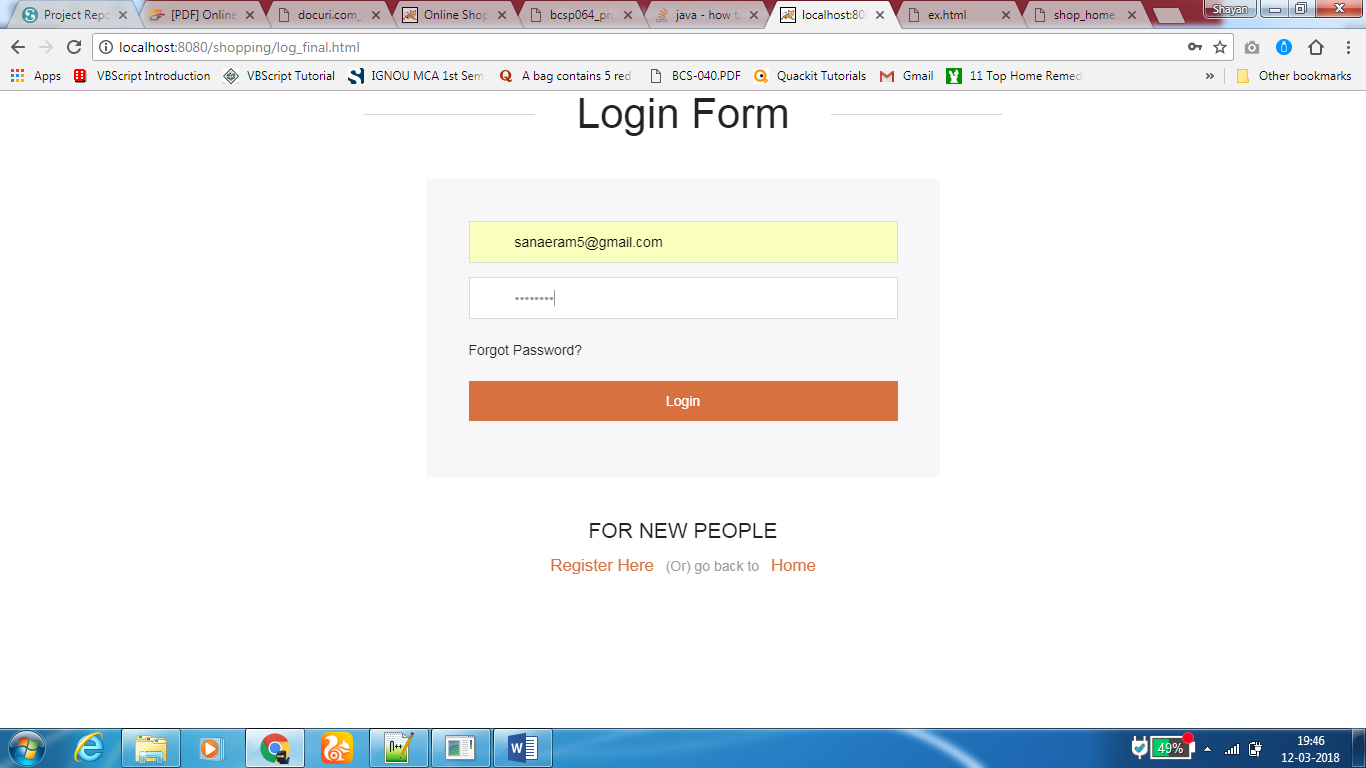 Shayan
Project Repo
[PDF] Online
docuri.com_
Online Shop
bcsp064_pro
java - how t
localhost:80
ex.html
shop_home
localhost:8080/shopping/log_final.html
Apps
VBScript Introduction
VBScript Tutorial
IGNOU MCA 1st Sem
A bag contains 5 red
BCS-040.PDF
Quackit Tutorials
Gmail
11 Top Home Remed
»
Other bookmarks
Login Form
sanaeram5@gmail.com
••••••••
Forgot Password?
Login
FOR NEW PEOPLE
Register Here (Or) go back to Home
49%
19:46
12-03-2018